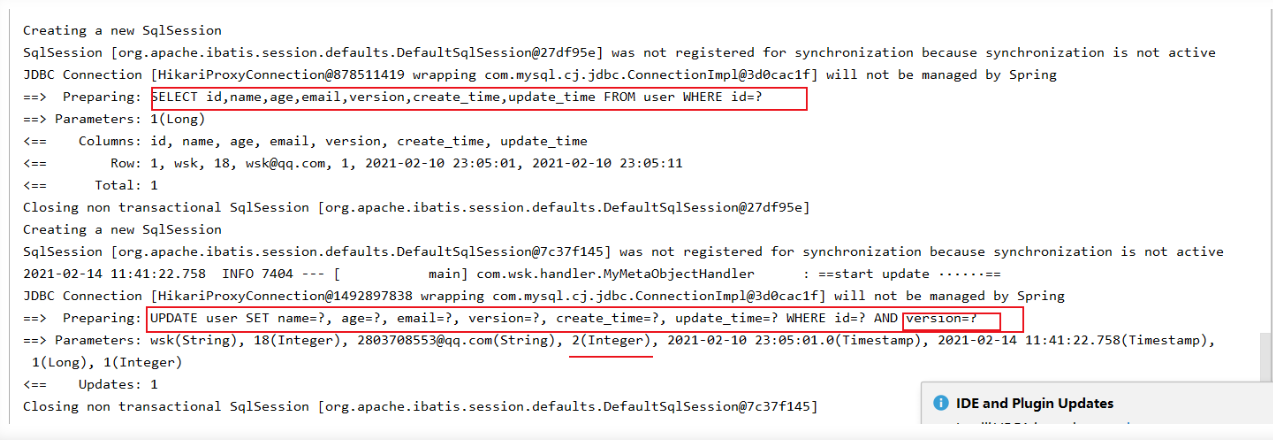 Creating a new SqlSession
SqlSession [org.apache.ibatis.session.defaults.DefaultSqlSession@27df95e] was not registered for synchronization because synchronization is not active
JDBC Connection [HikariProxyConnection@878511419 wrapping com.mysql.cj.jdbc.ConnectionImpl@3d0cac1f] will not be managed by Spring
==>  Preparing: SELECT id,name,age,email,version,create_time,update_time FROM user WHERE id=?
==> Parameters: 1(Long)
<==    Columns: id, name, age, email, version, create_time, update_time
<==        Row: 1, wsk, 18, wsk@qq.com, 1, 2021-02-10 23:05:01, 2021-02-10 23:05:11
<==      Total: 1
Closing non transactional SqlSession [org.apache.ibatis.session.defaults.DefaultSqlSession@27df95e]
Creating a new SqlSession
SqlSession [org.apache.ibatis.session.defaults.DefaultSqlSession@7c37f145] was not registered for synchronization because synchronization is not active
2021-02-14 11:41:22.758  INFO 7404 --- [           main] com.wsk.handler.MyMetaObjectHandler      : ==start update ······==
JDBC Connection [HikariProxyConnection@1492897838 wrapping com.mysql.cj.jdbc.ConnectionImpl@3d0cac1f] will not be managed by Spring
==>  Preparing: UPDATE user SET name=?, age=?, email=?, version=?, create_time=?, update_time=? WHERE id=? AND version=?
==> Parameters: wsk(String), 18(Integer), 2803708553@qq.com(String), 2(Integer), 2021-02-10 23:05:01.0(Timestamp), 2021-02-14 11:41:22.758(Timestamp),
1(Long), 1(Integer)
<==    Updates: 1
Closing non transactional SqlSession [org.apache.ibatis.session.defaults.DefaultSqlSession@7c37f145]
IDE and Plugin Updates